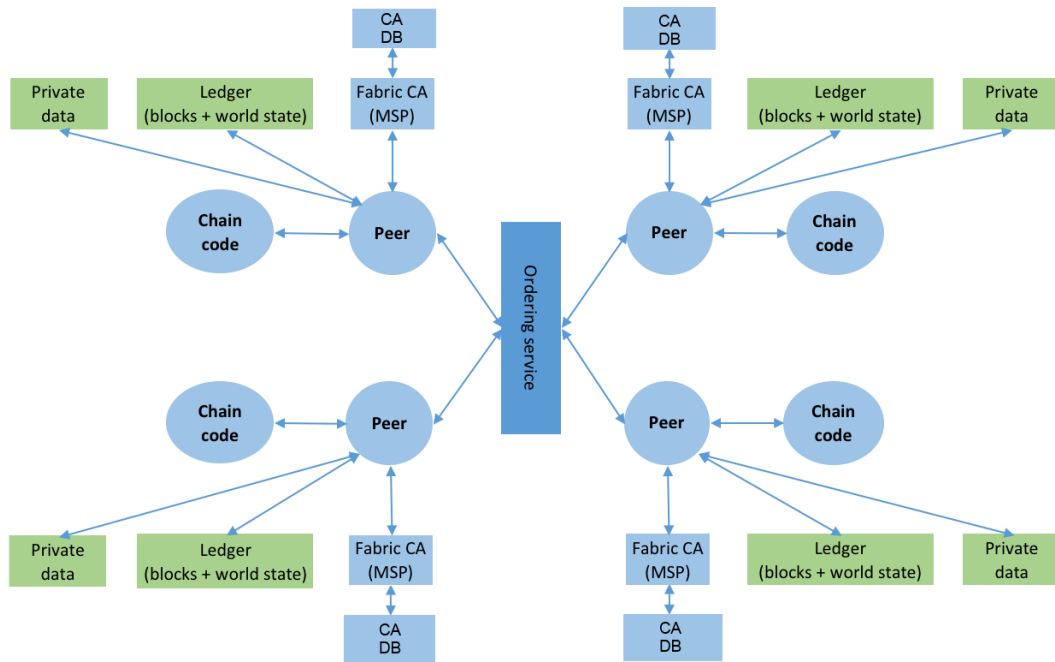 CA
DB
CA
DB
Private
data
Ledger
(blocks + world state)
Fabric CA
(MSP)
Fabric CA
(MSP)
Ledger
(blocks + world state)
Private
data
Chain
code
Peer
Peer
Chain
code
Ordering service
Chain
code
Peer
Peer
Chain
code
Private
data
Ledger
(blocks + world state)
Fabric CA
(MSP)
Fabric CA
(MSP)
Ledger
(blocks + world state)
Private
data
CA
DB
CA
DB